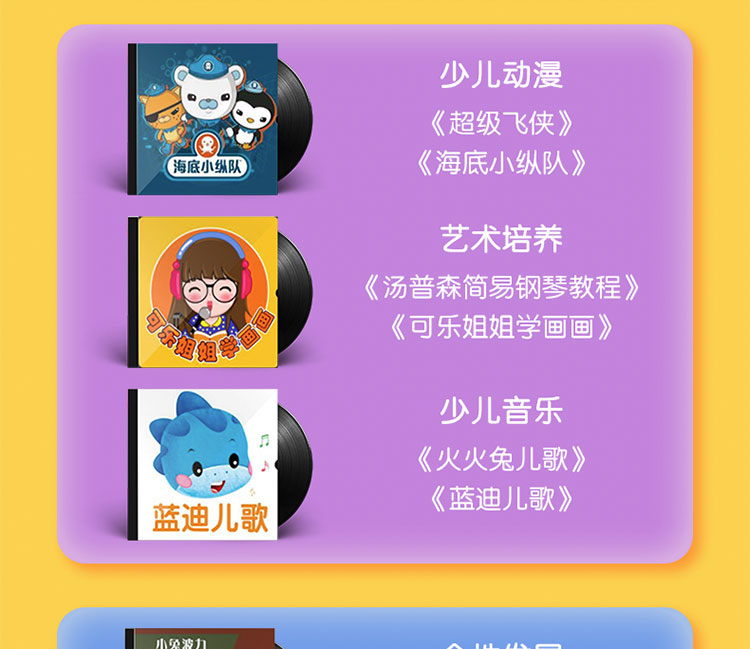 海底小纵队
少儿动漫
《超级飞侠》
《海底小纵队》
可乐姐姐学画画
艺术培养
《汤普森简易钢琴教程》
《可乐姐姐学画画》
蓝迪儿歌
少儿音乐
《火火兔儿歌》
《蓝迪儿歌》
小兔波力